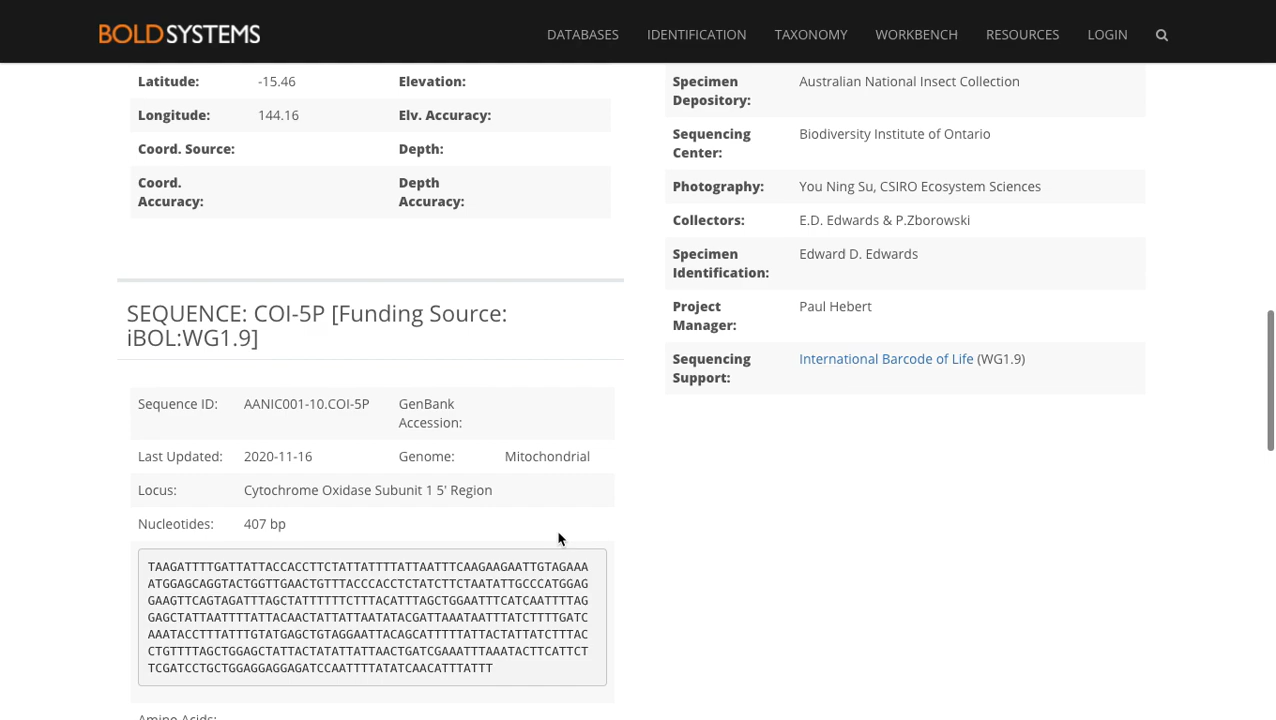 BOLDSYSTEMS DATABASES IDENTIFICATION TAXONOMY WORKBENCH RESOURCES LOGIN
Latitude: -15.46 Elevation:
Longitude: 144.16 Elv. Accuracy:
Coord. Source: Depth:
Coord. Accuracy: Depth Accuracy:
SEQUENCE: COI-5P [Funding Source:
iBOL:WG1.9]
Sequence ID: AANIC001-10.COI-5P GenBank Accession:
Last Updated: 2020-11-16 Genome: Mitochondrial
Locus: Cytochrome Oxidase Subunit 1 5' Region
Nucleotides: 407 bp
TAAGATTTTGATTATTACCACCTTCTATTATTTTATTAATTTCAAGAAGAATTGTAGAAA
ATGGAGCAGGTACTGGTTGAACTGTTTACCCACCTCTATCTTCTAATATTGCCCATGGAG
GAAGTTCAGTAGATTTAGCTATTTTTTCTTTACATTTAGCTGGAATTTCATCAATTTTAG
GAGCTATTAATTTTATTACAACTATTATTAATATACGATTAAATAATTTATCTTTTGATC
AAATACCTTTATTTGTATGAGCTGTAGGAATTACAGCATTTTTATTACTATTATCTTTAC
CTGTTTTAGCTGGAGCTATTACTATATTATTAACTGATCGAAATTTAAATACTTCATTCT
TCGATCCTGCTGGAGGAGGAGATCCAATTTTATATCAACATTTATTT
Amino Acids:
Specimen Depository: Australian National Insect Collection
Sequencing Center: Biodiversity Institute of Ontario
Photography: You Ning Su, CSIRO Ecosystem Sciences
Collectors: E.D. Edwards & P.Zborowski
Specimen Identification: Edward D. Edwards
Project Manager: Paul Hebert
Sequencing Support: International Barcode of Life (WG1.9)